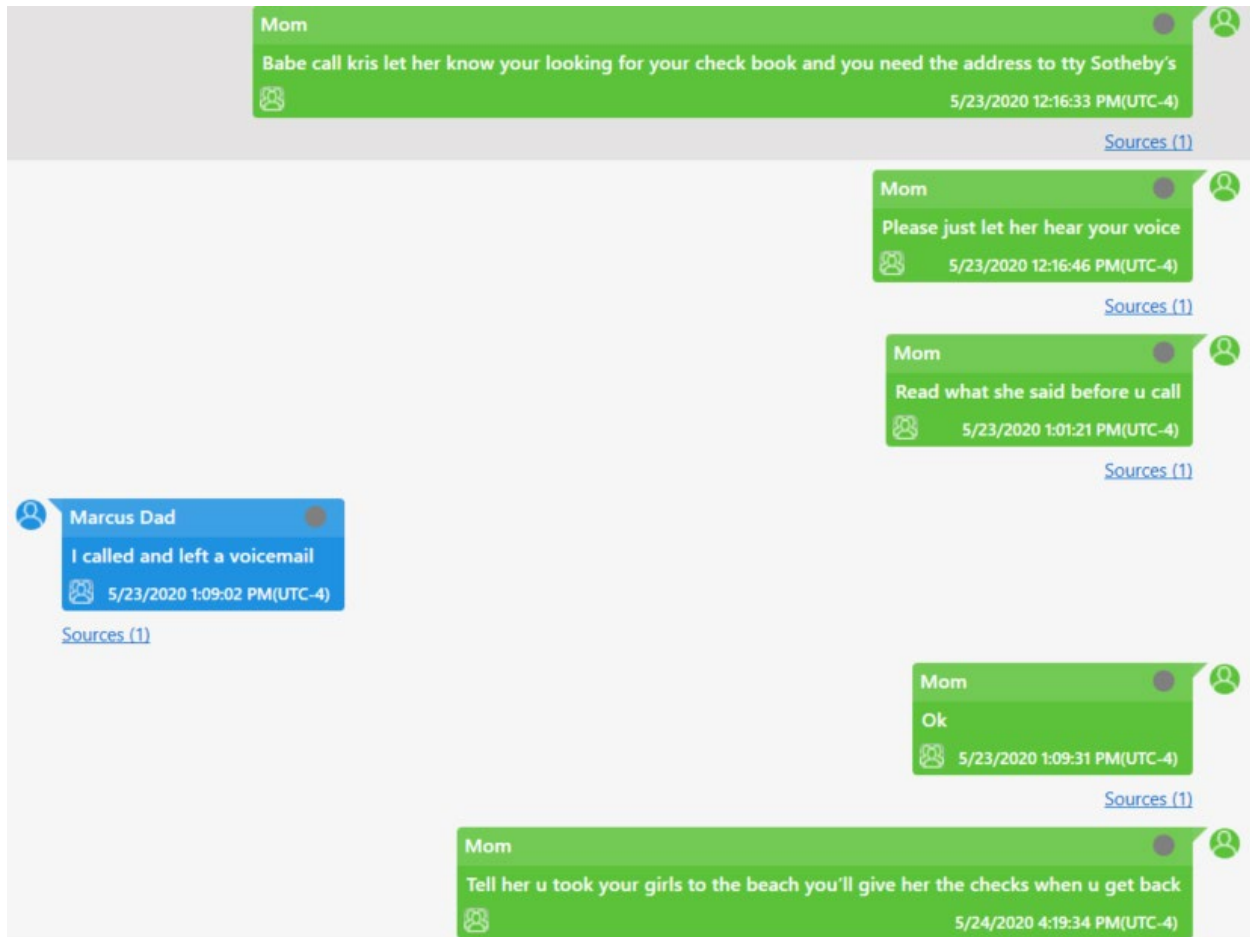 Mom
Babe call kris let her know your looking for your check book and you need the address to tty Sotheby's
5/23/2020 12:16:33 PM(UTC-4)
Sources (1)
Mom
Please just let her hear your voice
5/23/2020 12:16:46 PM(UTC-4)
Sources (1)
Mom
Read what she said before u call
5/23/2020 1:01:21 PM(UTC-4)
Sources (1)
Marcus Dad
I called and left a voicemail
5/23/2020 1:09:02 PM(UTC-4)
Sources (1)
Mom
Ok
5/23/2020 1:09:31 PM(UTC-4)
Sources (1)
Mom
Tell her u took your girls to the beach you'll give her the checks when u get back
5/24/2020 4:19:34 PM(UTC-4)